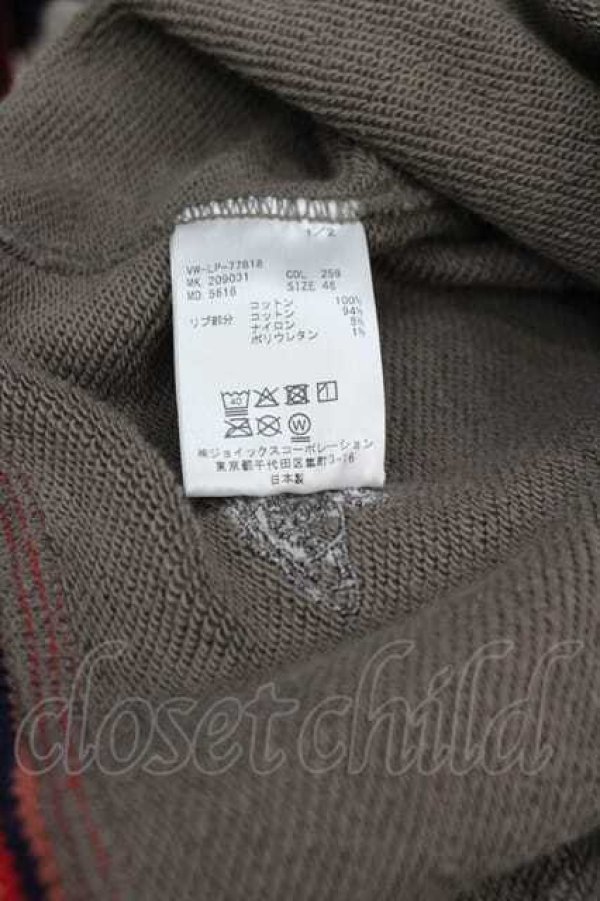 1/2
VW-LP-77818
MK 209031 COL 259
MD 5616 SIZE 46
コットン 100%
リブ部分 コットン 94%
ナイロン 5%
ポリウレタン 1%
40
W
㈱ジョイックスコーポレーション
東京都千代田区麹町3-16
日本製
closet child